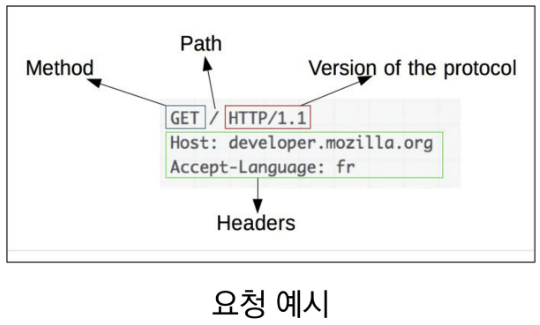 Path
Method
Version of the protocol
GET / HTTP/1.1
Host: developer.mozilla.org
Accept-Language: fr
Headers
요청 예시